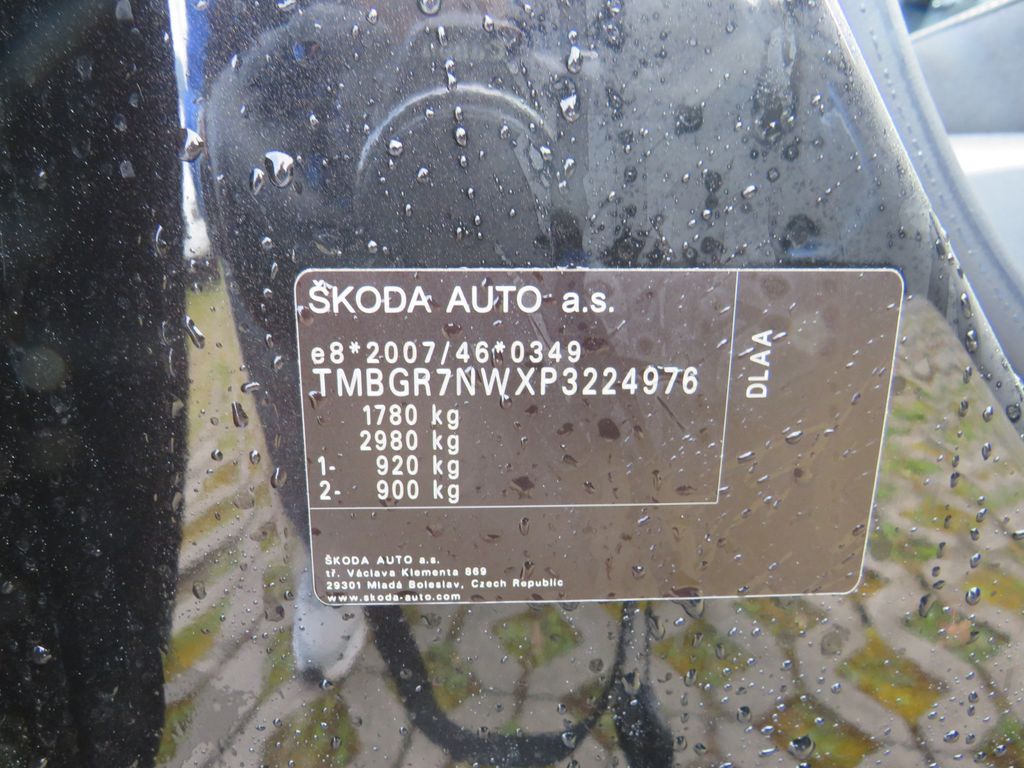 ŠKODA AUTO a.s.
e8*2007/46*0349
TMBGR7NWXP3224976
1780 kg
2980 kg
1- 920 kg
2- 900 kg
DLAA
ŠKODA AUTO a.s.
tř. Václava Klementa 869
29301 Mladá Boleslav, Czech Republic
www.skoda-auto.com